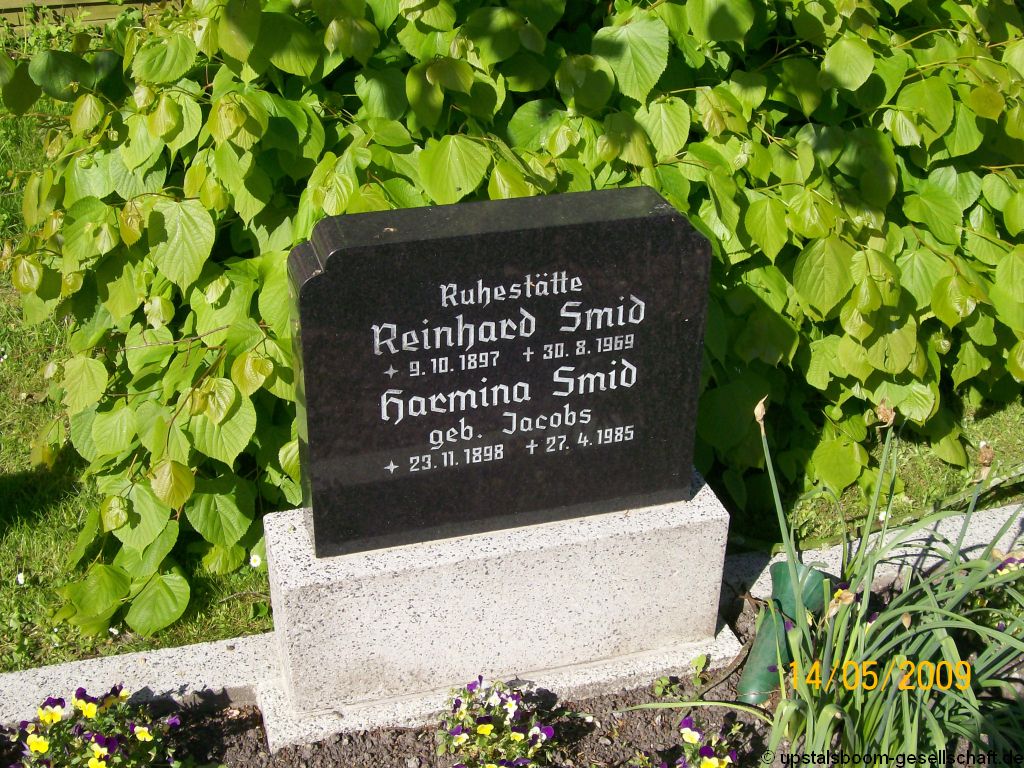 Ruhestätte
Reinhard Smid
9.10.1897 † 30.8.1969
Harmina Smid
geb. Jacobs
23.11.1898 † 27.4.1985
14/05/2009
© upstalsboom-gesellschaft.de